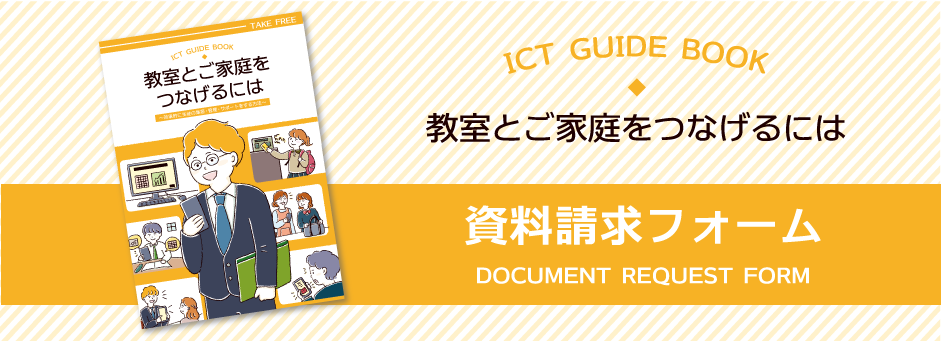 TAKE FREE
ICT GUIDE BOOK
教室とご家庭を
つなげるには
ICT GUIDE BOOK
教室とご家庭をつなげるには
資料請求フォーム
DOCUMENT REQUEST FORM